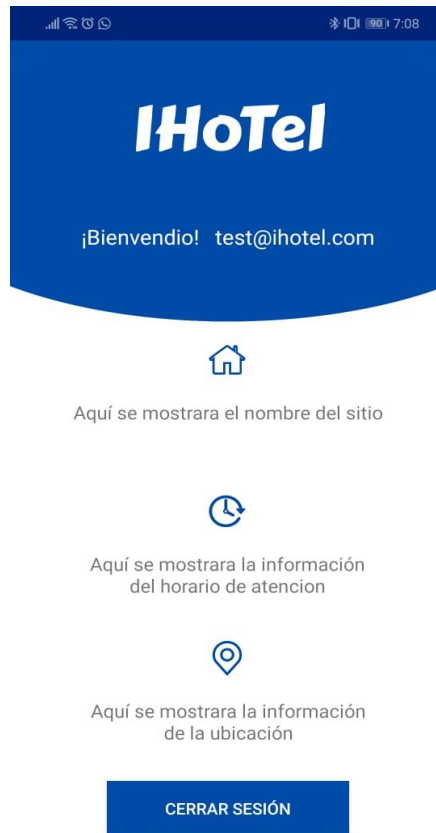 90 7:08
IHoTel
¡Bienvendio! test@ihotel.com
Aquí se mostrara el nombre del sitio
Aquí se mostrara la información
del horario de atencion
Aquí se mostrara la información
de la ubicación
CERRAR SESIÓN